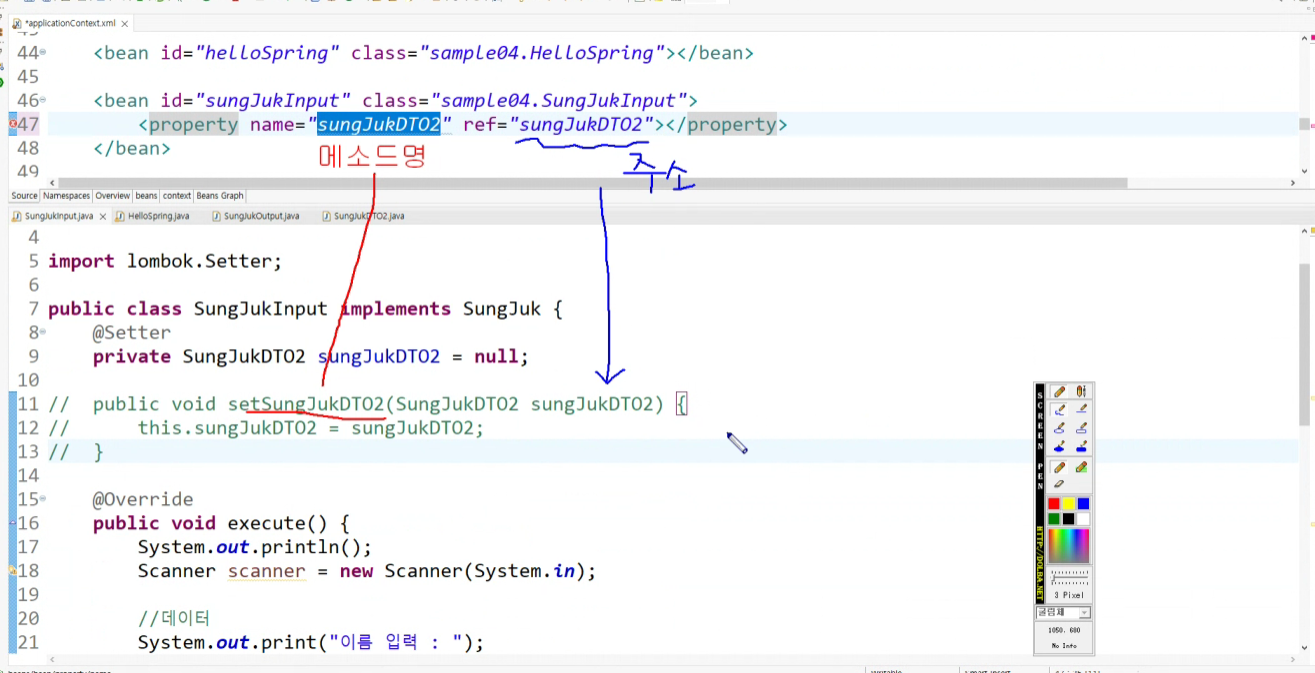 *applicationContext.xml
44 <bean id="helloSpring" class="sample04.HelloSpring"></bean>
45
46 <bean id="sungJukInput" class="sample04.SungJukInput">
47 <property name="sungJukDTO2" ref="sungJukDTO2"></property>
48 </bean>
메소드명
주소
49
Source Namespaces Overview beans context Beans Graph
SungJukInput.java HelloSpring.java SungJukOutput.java SungJukDTO2.java
4
5 import lombok.Setter;
6
7 public class SungJukInput implements SungJuk {
8 @Setter
9 private SungJukDTO2 sungJukDTO2 = null;
10
11 // public void setSungJukDTO2(SungJukDTO2 sungJukDTO2) {
12 // this.sungJukDTO2 = sungJukDTO2;
13 // }
14
15 @Override
16 public void execute() {
17 System.out.println();
18 Scanner scanner = new Scanner(System.in);
19
20 //데이터
21 System.out.print("이름 입력 : ");
SCREEN PEN
HTTP://DOLBA.NET
3 Pixel
굴림체
1050, 680
No Info